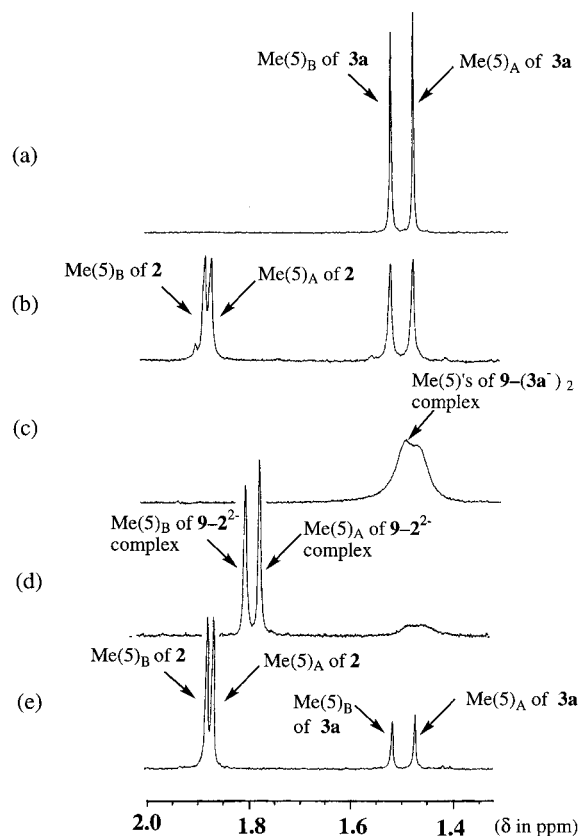 (a)
Me(5)B of 3a
Me(5)A of 3a
(b)
Me(5)B of 2
Me(5)A of 2
(c)
Me(5)'s of 9–(3a⁻)2
complex
(d)
Me(5)B of 9–2²⁻
complex
Me(5)A of 9–2²⁻
complex
(e)
Me(5)B of 2
Me(5)A of 2
Me(5)B
of 3a
Me(5)A of 3a
2.0 1.8 1.6 1.4 (δ in ppm)